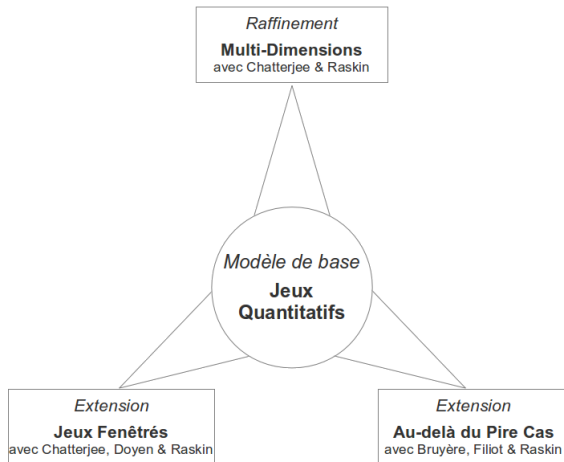 Raffinement
Multi-Dimensions
avec Chatterjee & Raskin
Modèle de base
Jeux
Quantitatifs
Extension
Jeux Fenêtrés
avec Chatterjee, Doyen & Raskin
Extension
Au-delà du Pire Cas
avec Bruyère, Filiot & Raskin